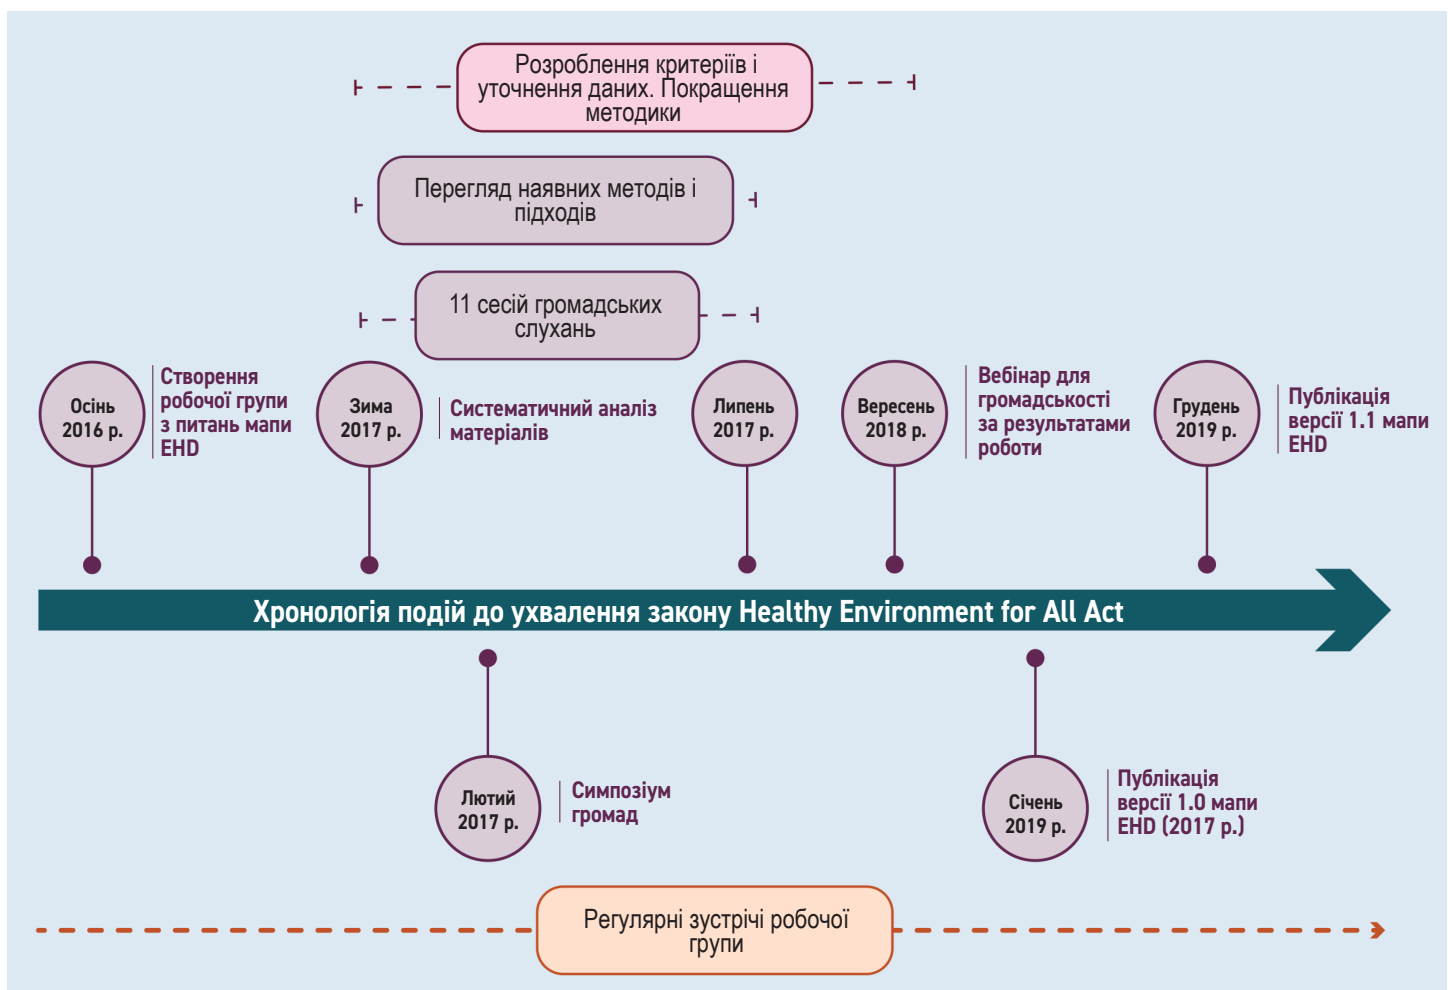 Розроблення критеріїв і
уточнення даних. Покращення
методики
Перегляд наявних методів і
підходів
11 сесій громадських
слухань
Осінь
2016 р.
Створення
робочої групи
з питань мапи
EHD
Зима
2017 р.
Систематичний аналіз
матеріалів
Липень
2017 р.
Вересень
2018 р.
Вебінар для
громадськості
за результатами
роботи
Грудень
2019 р.
Публікація
версії 1.1 мапи
EHD
Хронологія подій до ухвалення закону Healthy Environment for All Act
Лютий
2017 р.
Симпозіум
громад
Січень
2019 р.
Публікація
версії 1.0 мапи
EHD (2017 р.)
Регулярні зустрічі робочої
групи